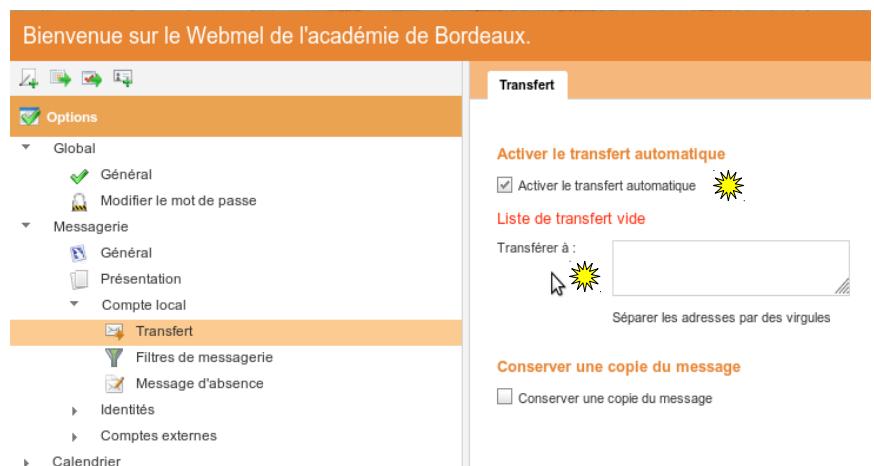 Bienvenue sur le Webmel de l'académie de Bordeaux.
Options
Global
Général
Modifier le mot de passe
Messagerie
Général
Présentation
Compte local
Transfert
Filtres de messagerie
Message d'absence
Identités
Comptes externes
Calendrier
Transfert
Activer le transfert automatique
Activer le transfert automatique
Liste de transfert vide
Transférer à :
Séparer les adresses par des virgules
Conserver une copie du message
Conserver une copie du message